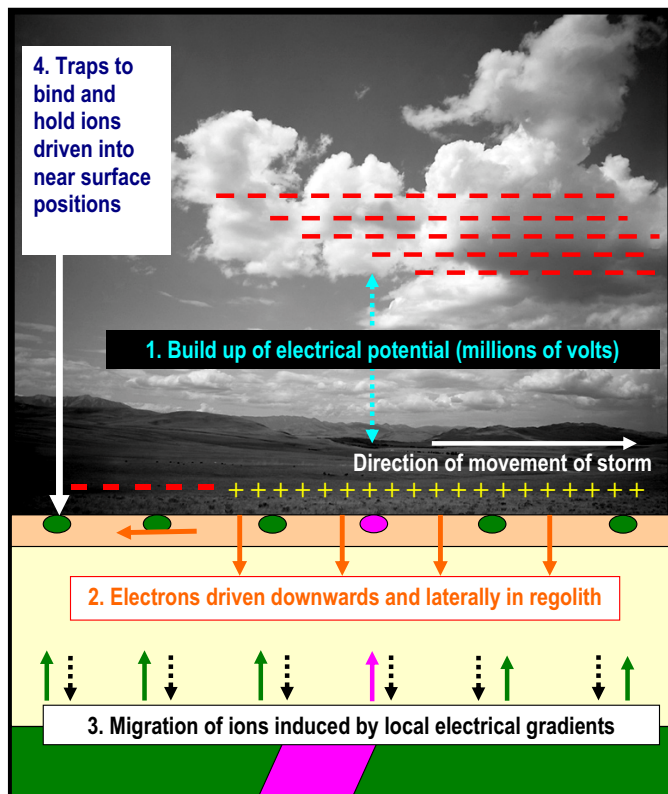 4. Traps to
bind and
hold ions
driven into
near surface
positions
1. Build up of electrical potential (millions of volts)
Direction of movement of storm
+ + + + + + + + + + + + + + + + + +
2. Electrons driven downwards and laterally in regolith
3. Migration of ions induced by local electrical gradients